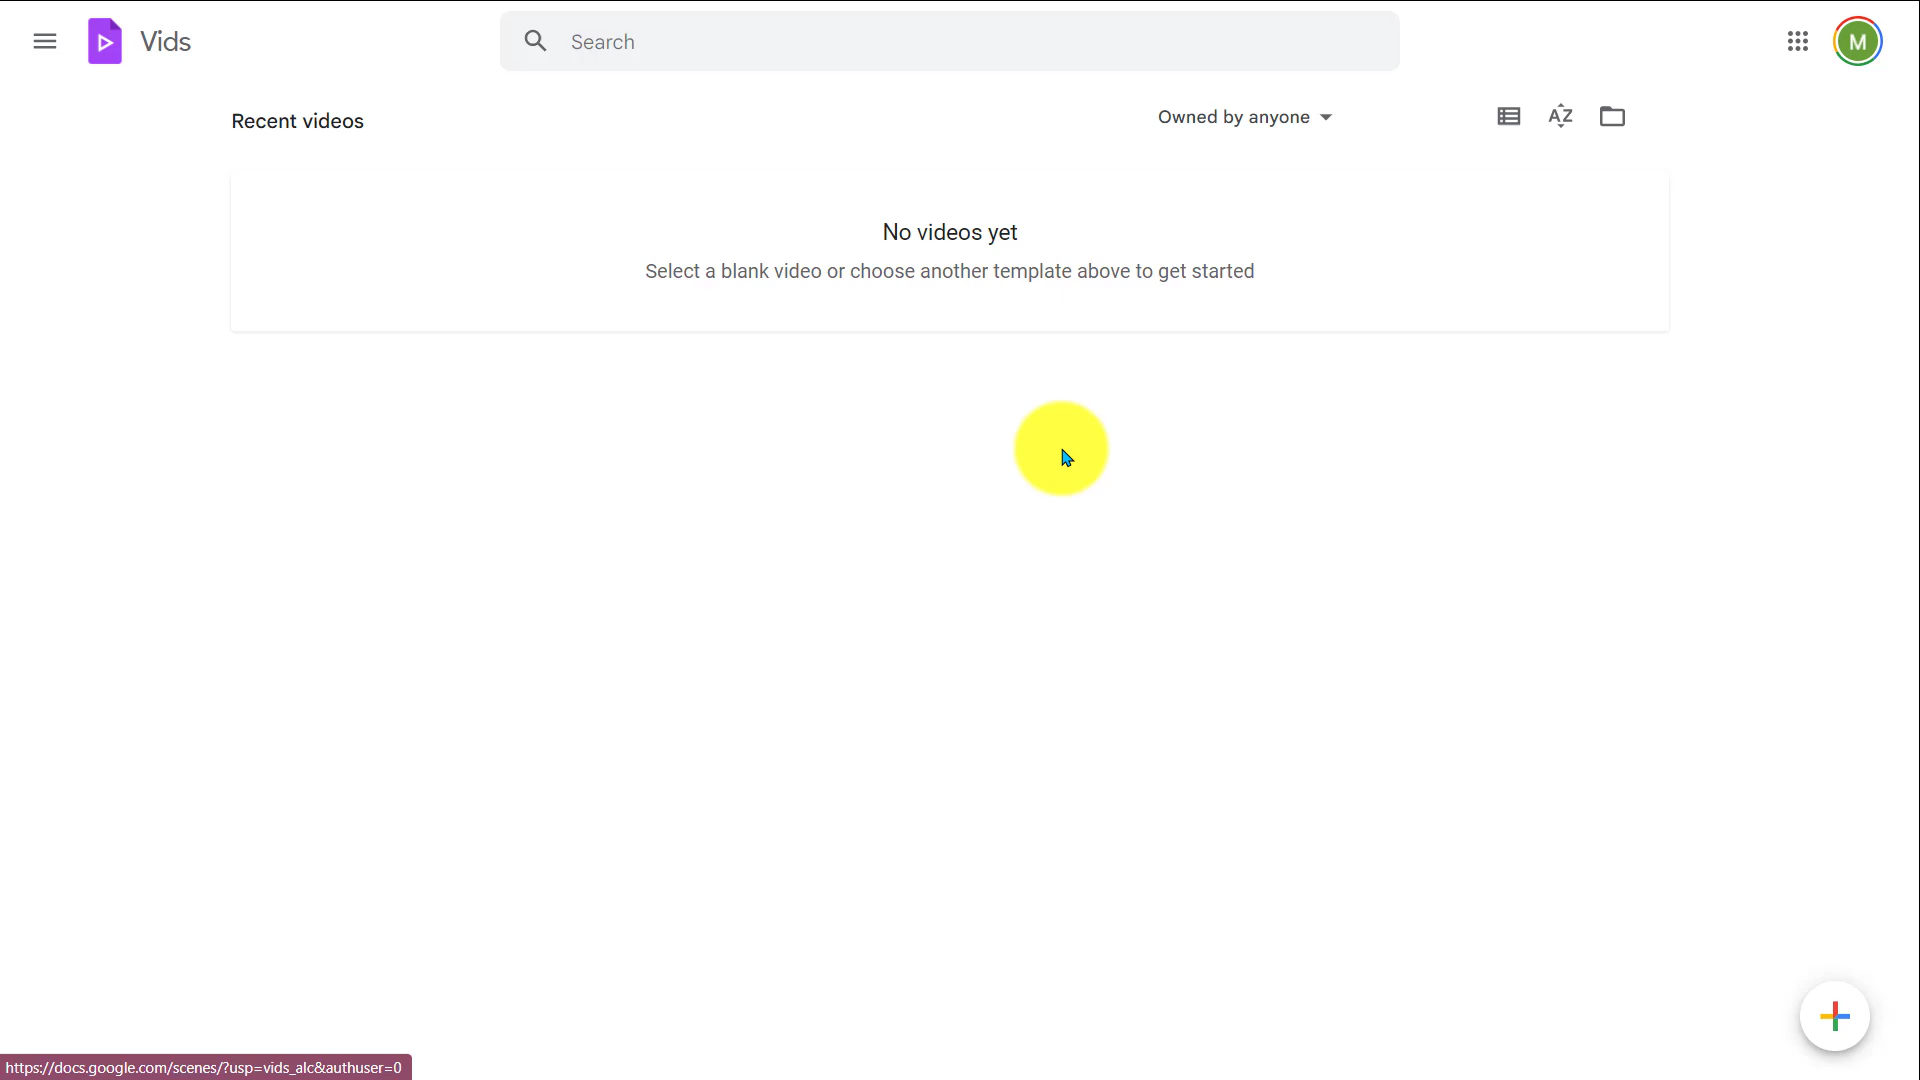 Vids
Search
M
Recent videos
Owned by anyone
AZ
No videos yet
Select a blank video or choose another template above to get started
https://docs.google.com/scenes/?usp=vids_alc&authuser=0